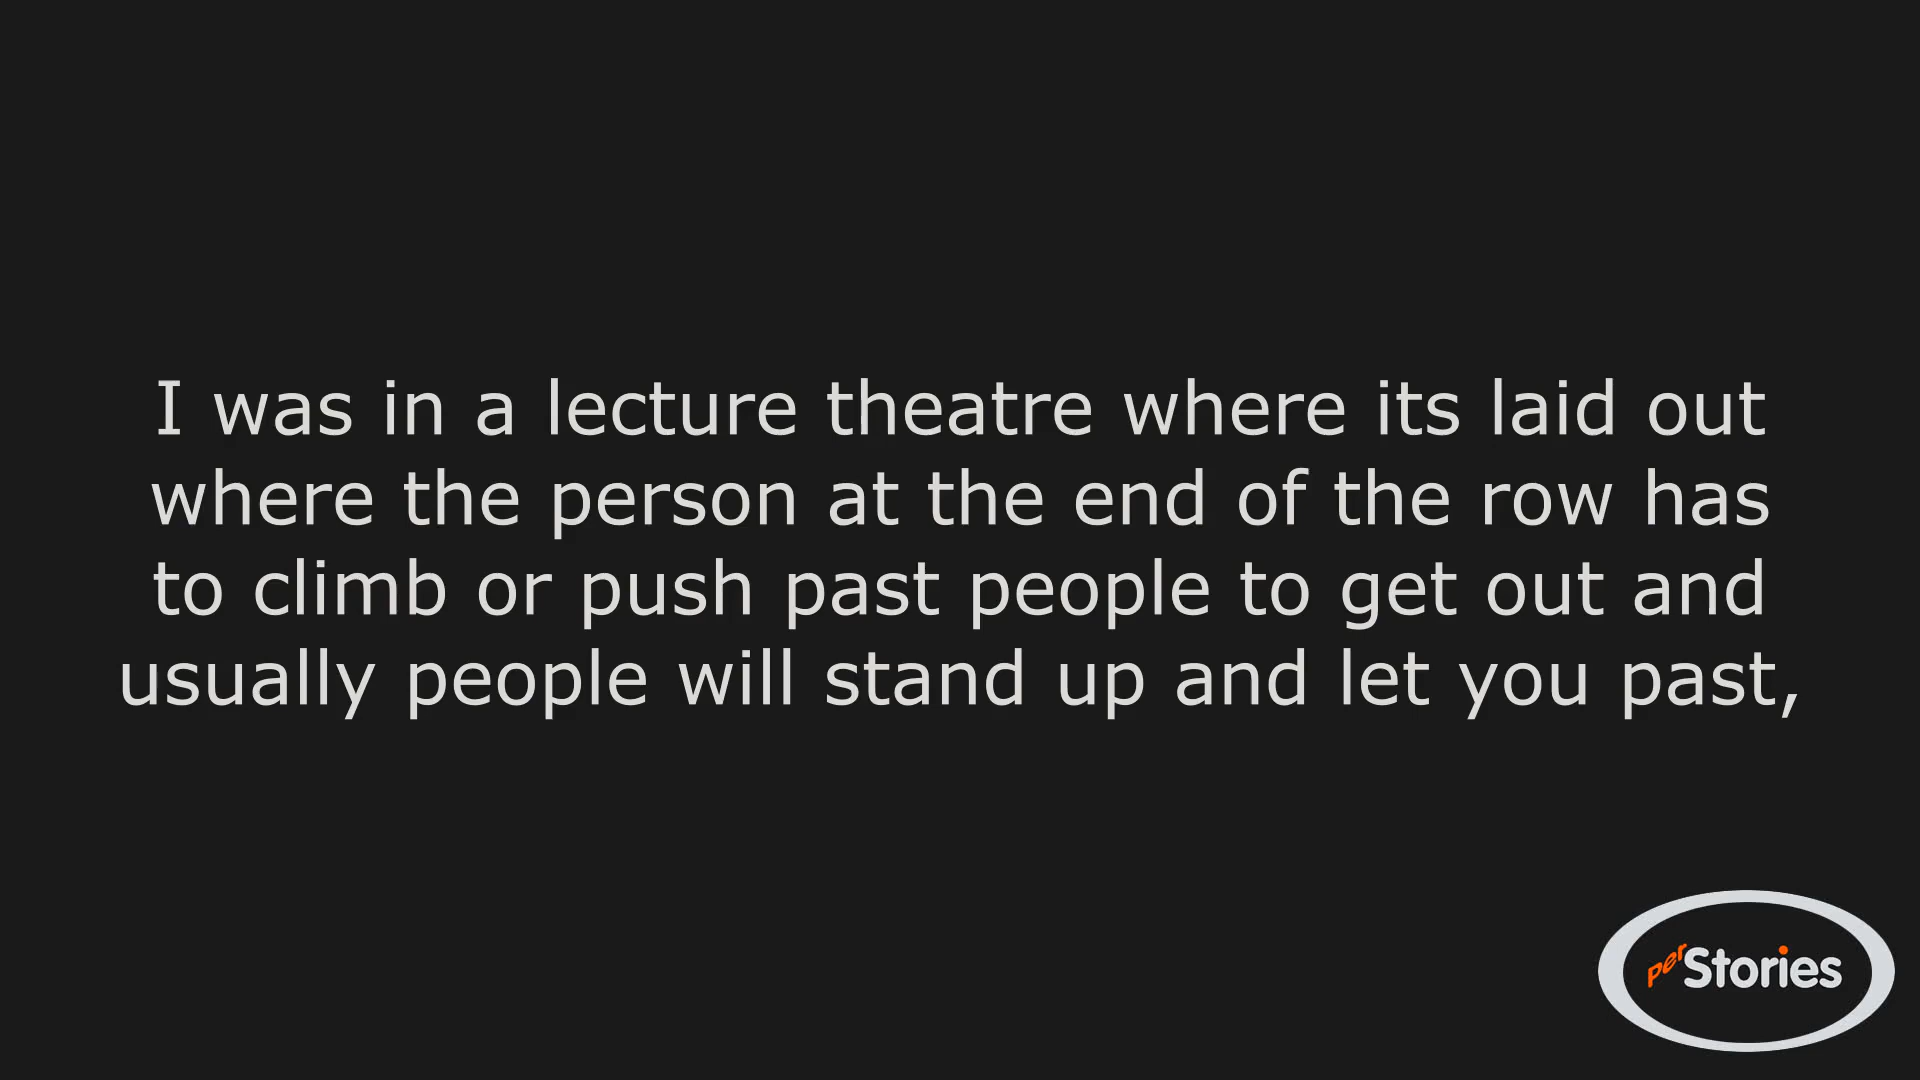 I was in a lecture theatre where its laid out
where the person at the end of the row has
to climb or push past people to get out and
usually people will stand up and let you past,
perStories